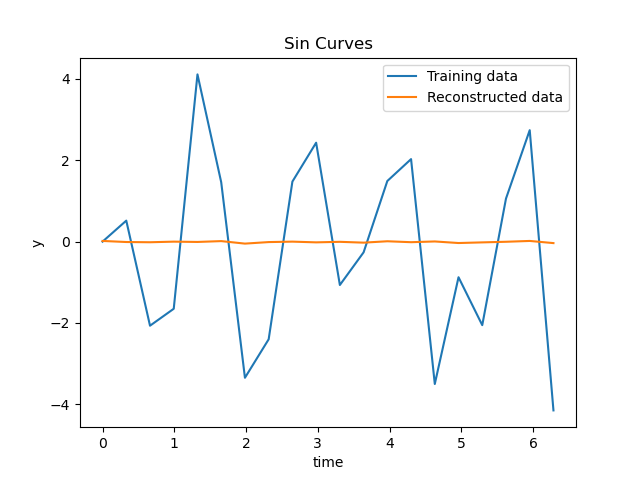 Sin Curves
Training data
Reconstructed data
4
2
0
−2
−4
y
0 1 2 3 4 5 6
time